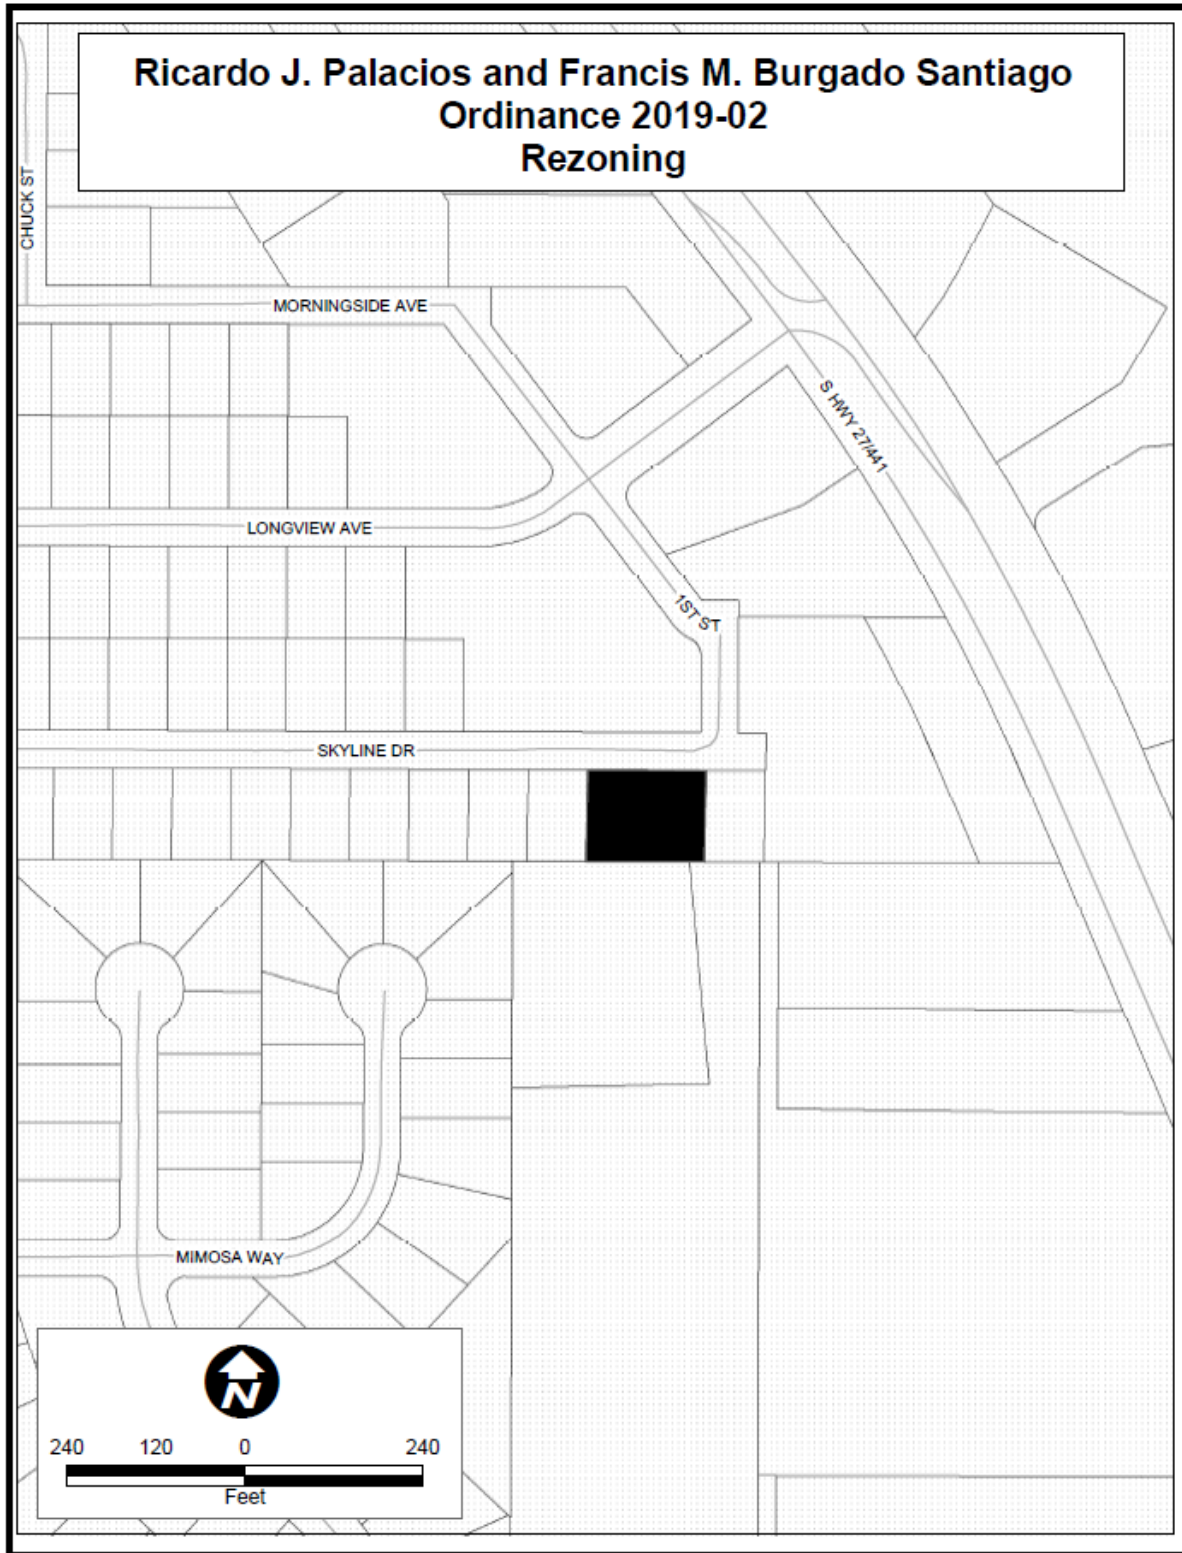 Ricardo J. Palacios and Francis M. Burgado Santiago
Ordinance 2019-02
Rezoning
CHUCK ST
MORNINGSIDE AVE
S HWY 27/441
LONGVIEW AVE
1ST ST
SKYLINE DR
MIMOSA WAY
N
240 120 0 240
Feet